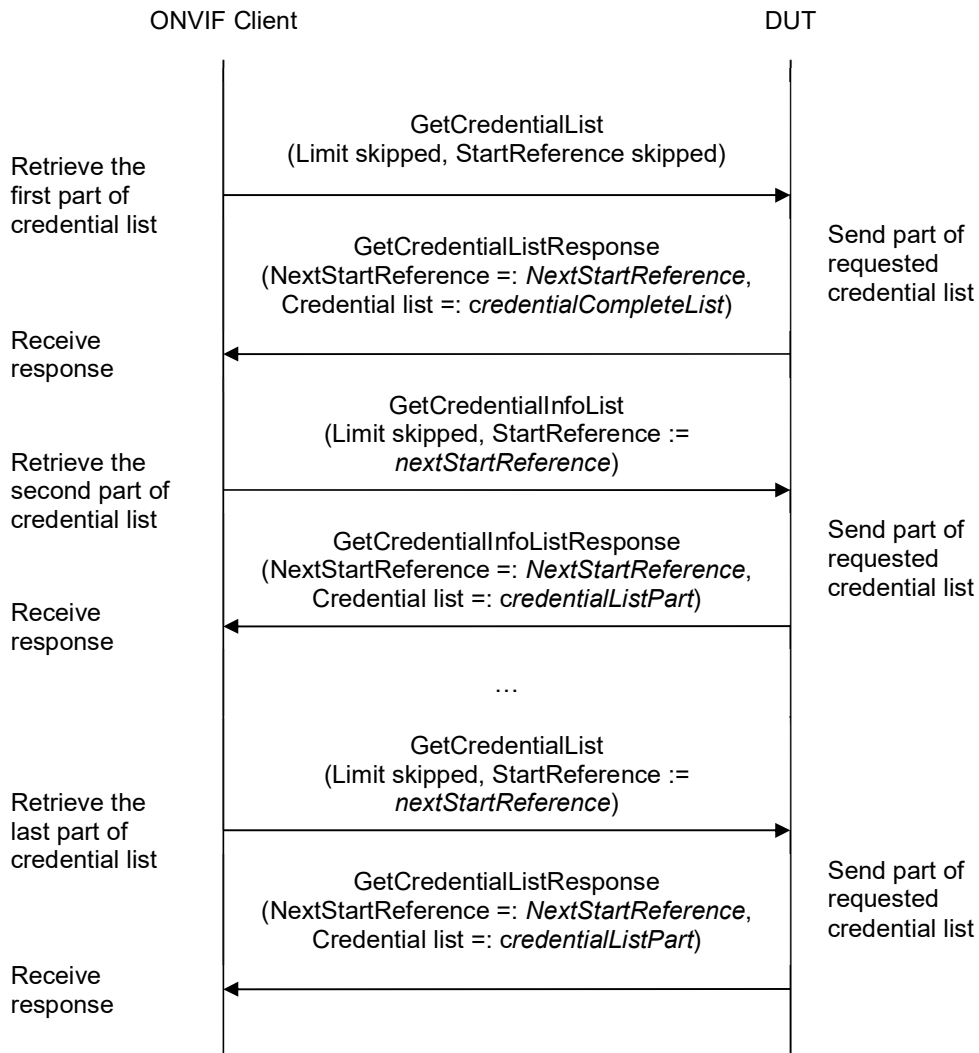 ONVIF Client
DUT
GetCredentialList
(Limit skipped, StartReference skipped)
Retrieve the
first part of
credential list
GetCredentialListResponse
(NextStartReference =: NextStartReference,
Credential list =: credentialCompleteList)
Send part of
requested
credential list
Receive
response
GetCredentialInfoList
(Limit skipped, StartReference :=
nextStartReference)
Retrieve the
second part of
credential list
GetCredentialInfoListResponse
(NextStartReference =: NextStartReference,
Credential list =: credentialListPart)
Send part of
requested
credential list
Receive
response
…
GetCredentialList
(Limit skipped, StartReference :=
nextStartReference)
Retrieve the
last part of
credential list
GetCredentialListResponse
(NextStartReference =: NextStartReference,
Credential list =: credentialListPart)
Send part of
requested
credential list
Receive
response